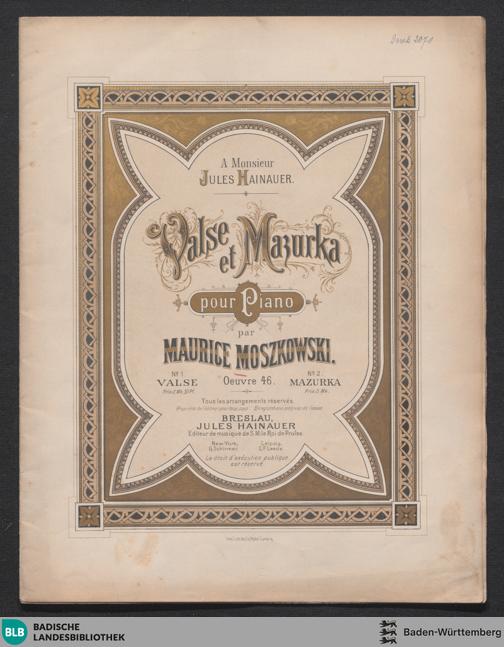 Druck 2071
A Monsieur
JULES HAINAUER.
Valse
et Mazurka
pour Piano
par
MAURICE MOSZKOWSKI.
Oeuvre 46.
Nº 1.
VALSE
Nº 2.
MAZURKA
Tous les arrangements réservés.
BRESLAU,
JULES HAINAUER
Editeur de musique de S. M. le Roi de Prusse.
New-York,
G. Schirmer.
Leipzig,
C. F. Leede.
Le droit d'exécution publique
est réservé.
BLB
BADISCHE
LANDESBIBLIOTHEK
Baden-Württemberg